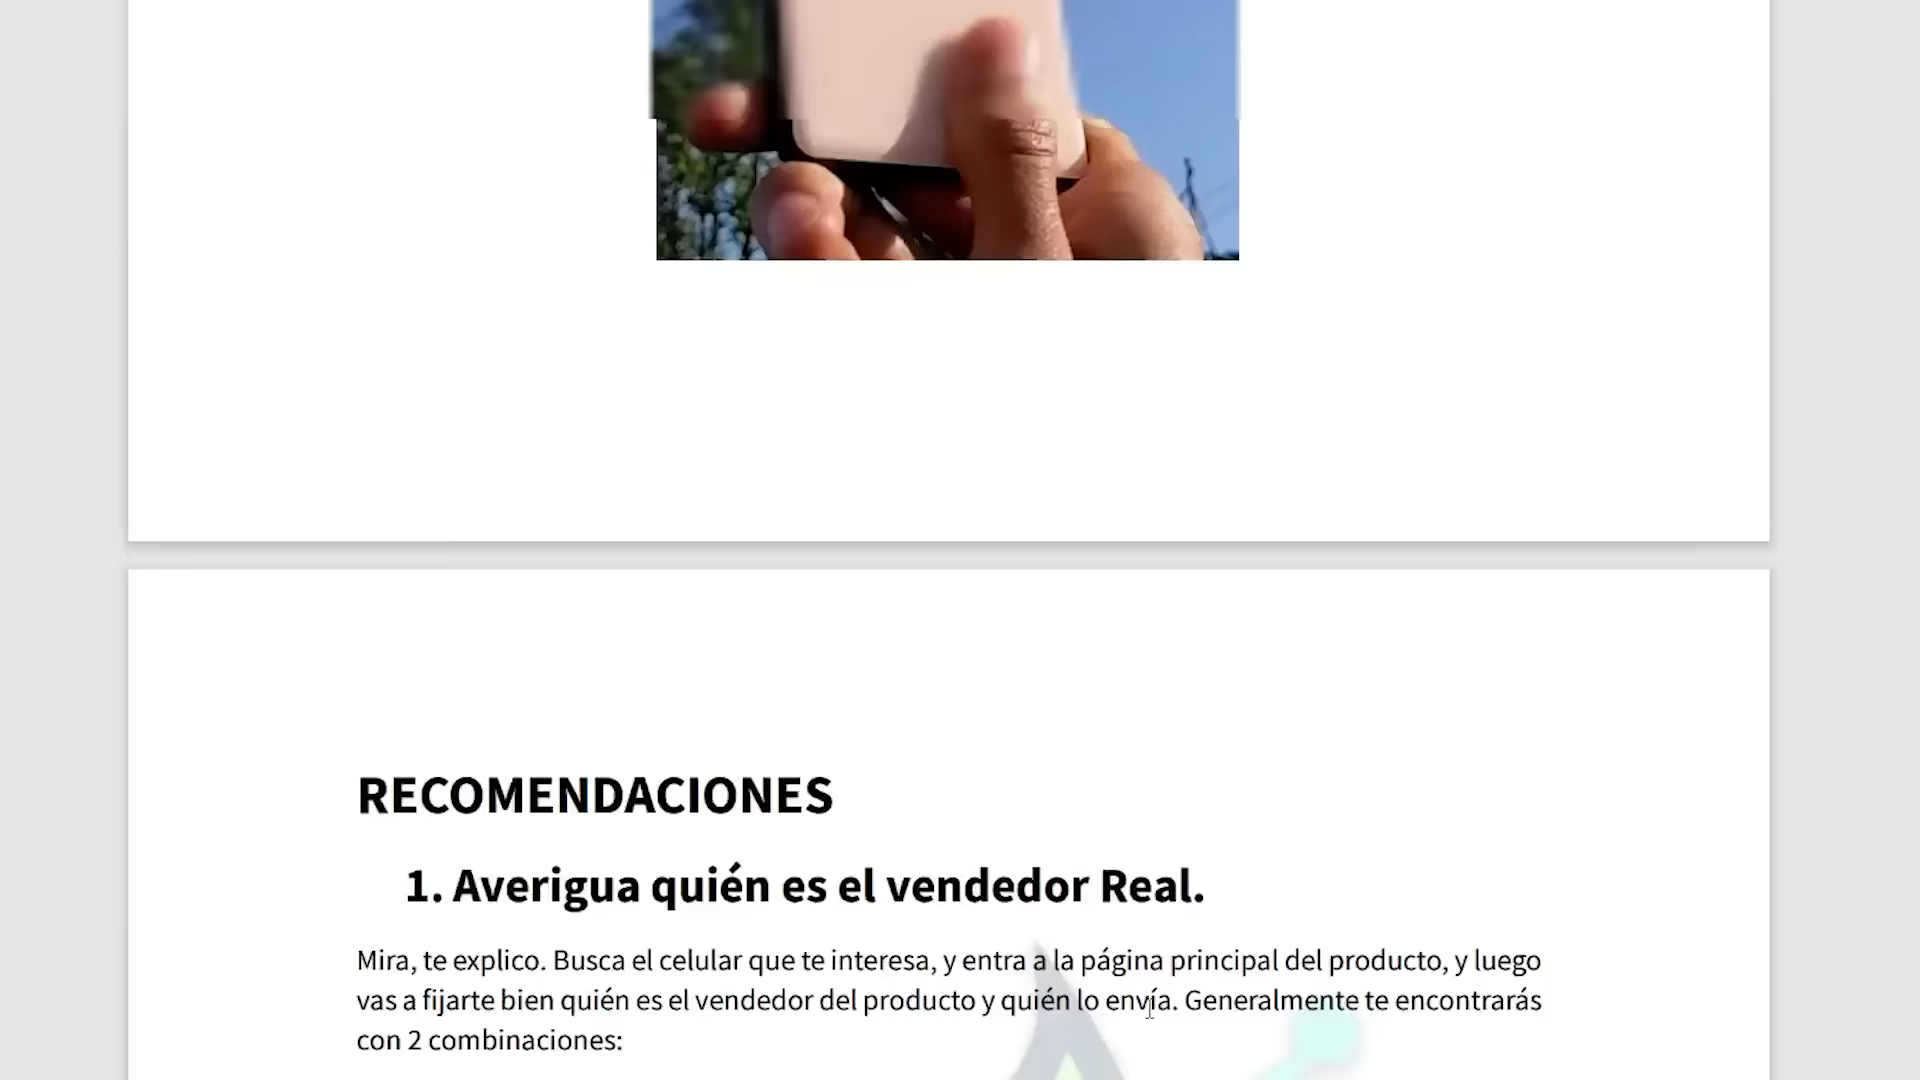 RECOMENDACIONES
1. Averigua quién es el vendedor Real.
Mira, te explico. Busca el celular que te interesa, y entra a la página principal del producto, y luego
vas a fijarte bien quién es el vendedor del producto y quién lo envía. Generalmente te encontrarás
con 2 combinaciones: